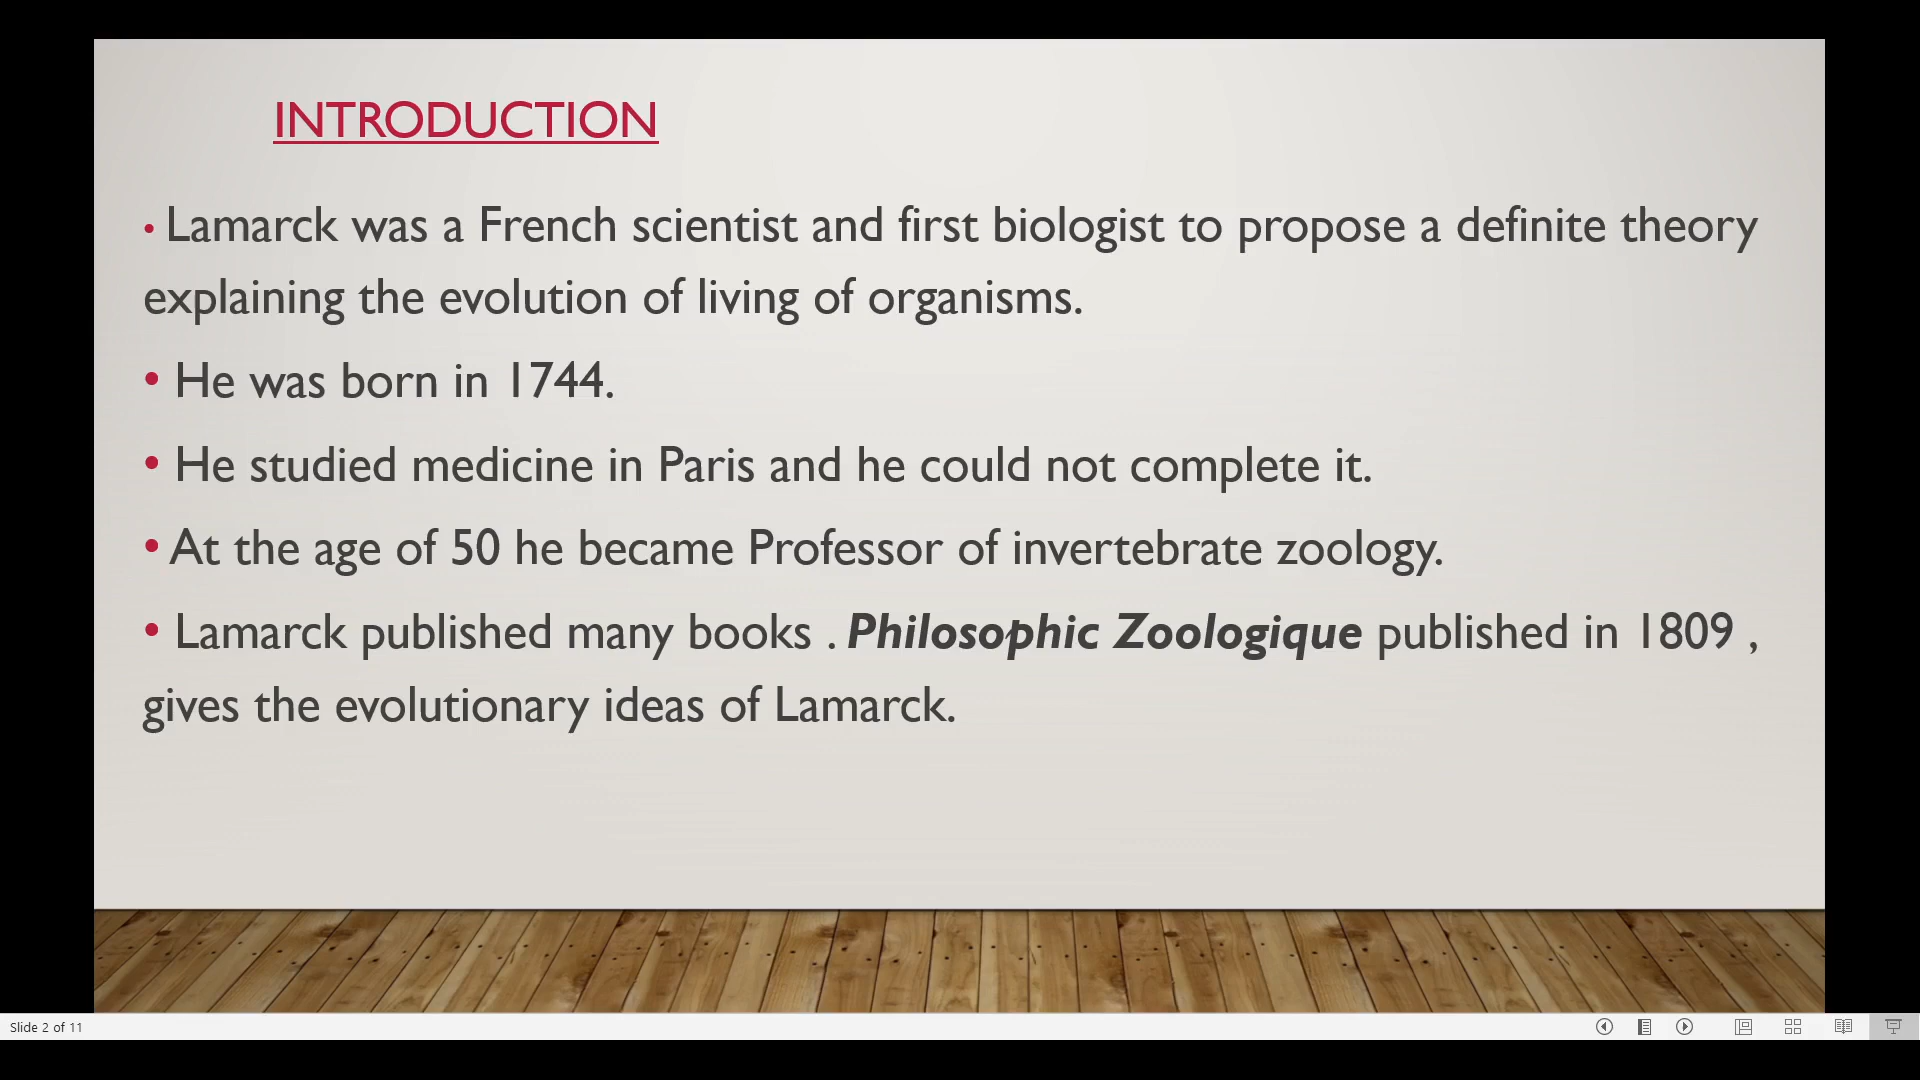 INTRODUCTION
• Lamarck was a French scientist and first biologist to propose a definite theory
explaining the evolution of living of organisms.
• He was born in 1744.
• He studied medicine in Paris and he could not complete it.
• At the age of 50 he became Professor of invertebrate zoology.
• Lamarck published many books . Philosophic Zoologique published in 1809 ,
gives the evolutionary ideas of Lamarck.
Slide 2 of 11